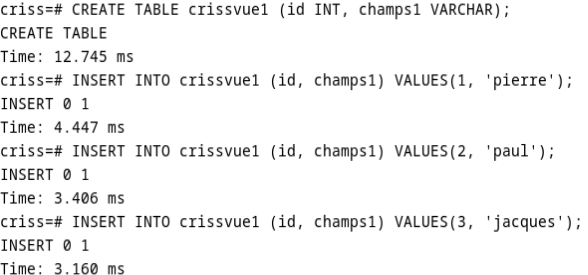 criss=# CREATE TABLE crissvue1 (id INT, champs1 VARCHAR);
CREATE TABLE
Time: 12.745 ms
criss=# INSERT INTO crissvue1 (id, champs1) VALUES(1, 'pierre');
INSERT 0 1
Time: 4.447 ms
criss=# INSERT INTO crissvue1 (id, champs1) VALUES(2, 'paul');
INSERT 0 1
Time: 3.406 ms
criss=# INSERT INTO crissvue1 (id, champs1) VALUES(3, 'jacques');
INSERT 0 1
Time: 3.160 ms